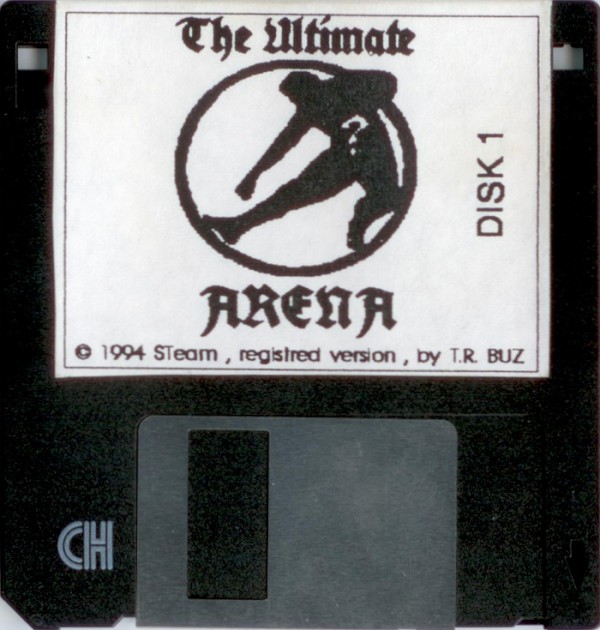 The Ultimate
ARENA
DISK 1
© 1994 STeam , registred version , by T.R. BUZ
CH